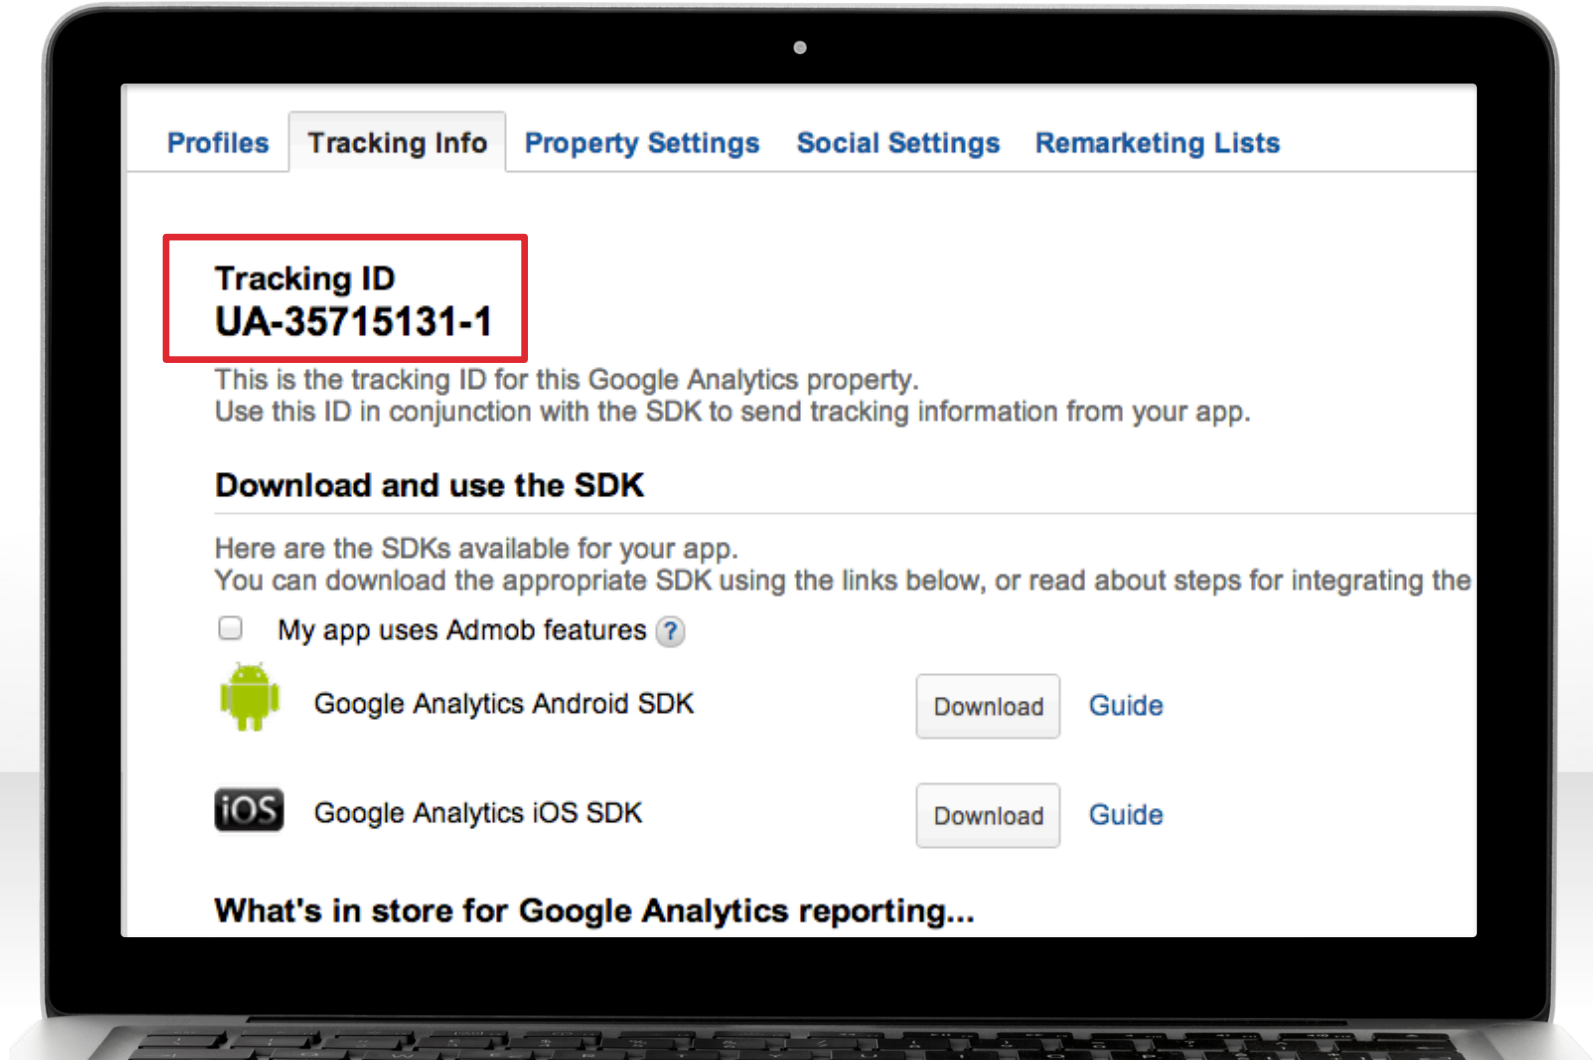 Profiles Tracking Info Property Settings Social Settings Remarketing Lists
Tracking ID
UA-35715131-1
This is the tracking ID for this Google Analytics property.
Use this ID in conjunction with the SDK to send tracking information from your app.
Download and use the SDK
Here are the SDKs available for your app.
You can download the appropriate SDK using the links below, or read about steps for integrating the
My app uses Admob features ?
Google Analytics Android SDK Download Guide
iOS Google Analytics iOS SDK Download Guide
What's in store for Google Analytics reporting...